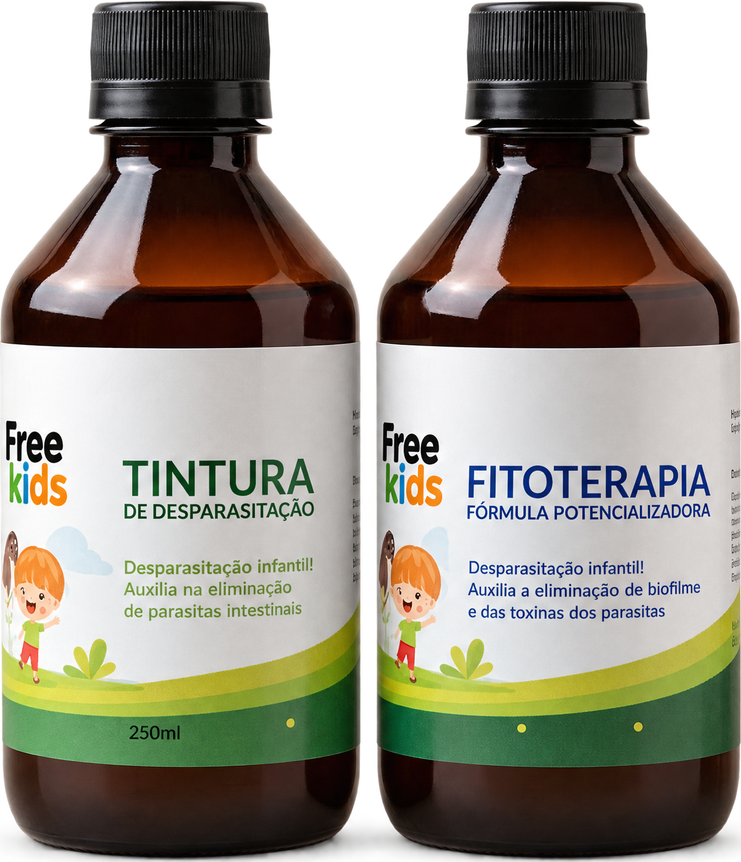 Free
kids
TINTURA
DE DESPARASITAÇÃO
Desparasitação infantil!
Auxilia na eliminação
de parasitas intestinais
250ml
Free
kids
FITOTERAPIA
FÓRMULA POTENCIALIZADORA
Desparasitação infantil!
Auxilia a eliminação de biofilme
e das toxinas dos parasitas